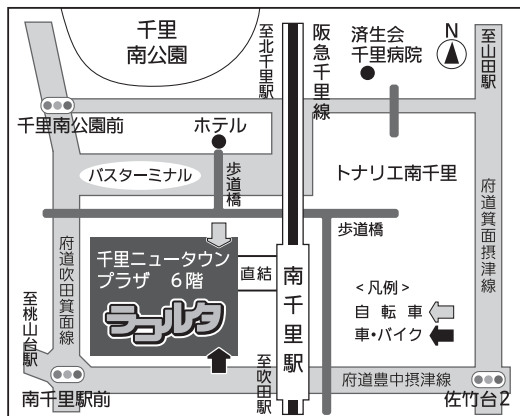 千里
南公園
至北千里駅
阪急千里線
済生会
千里病院
N
至山田駅
千里南公園前
ホテル
バスターミナル
歩道橋
トナリエ南千里
府道箕面摂津線
歩道橋
府道吹田箕面線
千里ニュータウン
プラザ 6階
ラコルタ
直結
南千里駅
<凡例>
自転車
車・バイク
至桃山台駅
至吹田駅
南千里駅前
府道豊中摂津線
佐竹台2